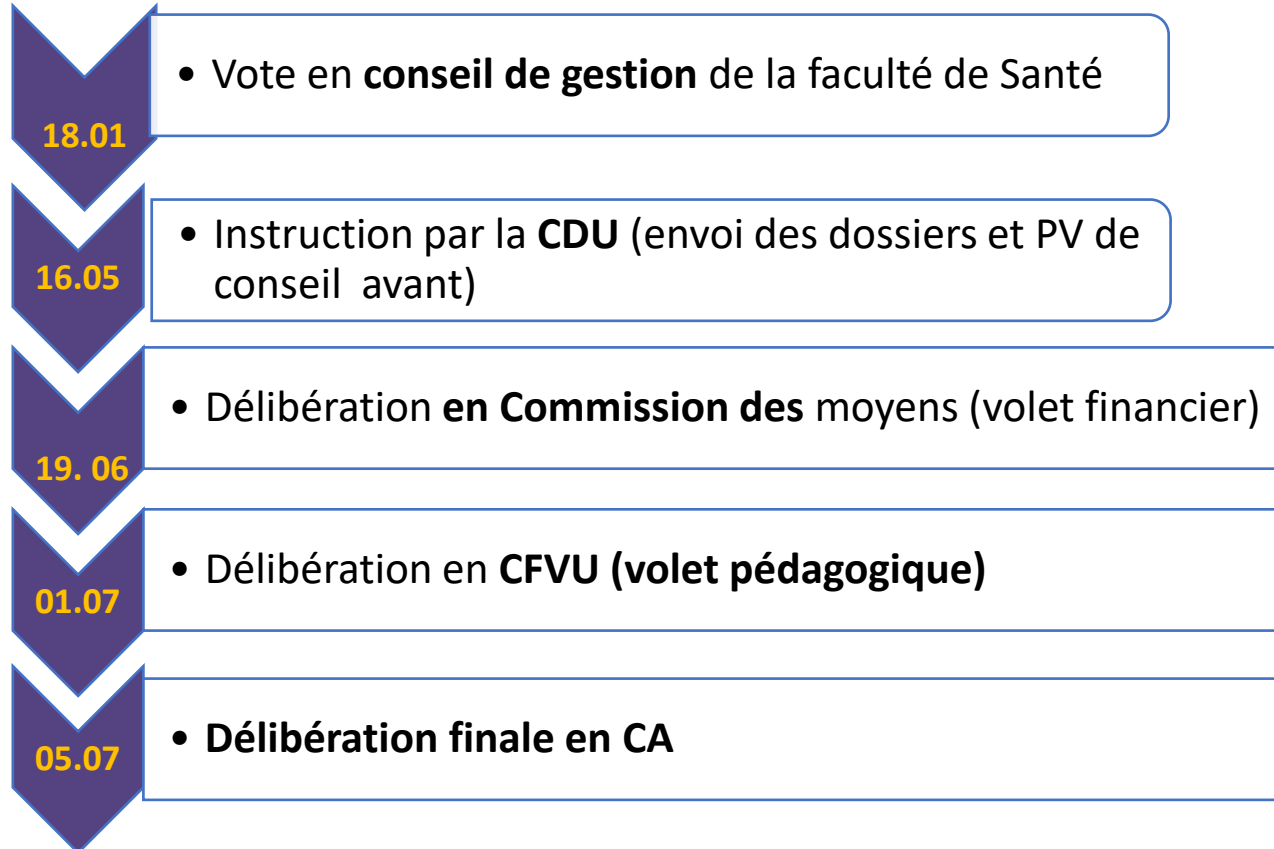 • Vote en conseil de gestion de la faculté de Santé
18.01
• Instruction par la CDU (envoi des dossiers et PV de
conseil  avant)
16.05
• Délibération en Commission des moyens (volet financier)
19. 06
• Délibération en CFVU (volet pédagogique)
01.07
• Délibération finale en CA
05.07